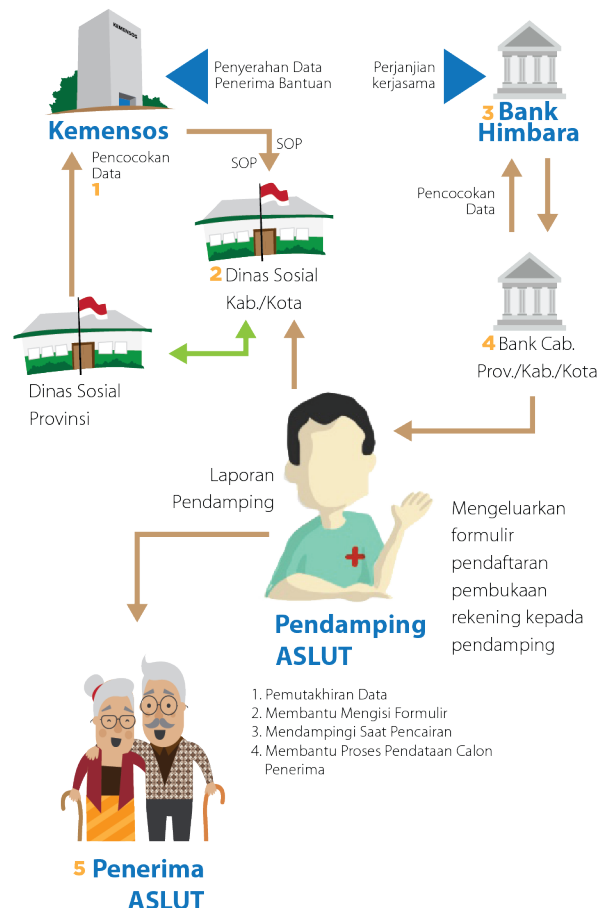 KEMENSOS
Penyerahan Data
Penerima Bantuan
Perjanjian
kerjasama
Kemensos
3 Bank
Himbara
SOP
SOP
Pencocokan
Data
1
Pencocokan
Data
2 Dinas Sosial
Kab./Kota
4 Bank Cab.
Prov./Kab./Kota
Dinas Sosial
Provinsi
Laporan
Pendamping
Mengeluarkan
formulir
pendaftaran
pembukaan
rekening kepada
pendamping
Pendamping
ASLUT
1. Pemutakhiran Data
2. Membantu Mengisi Formulir
3. Mendampingi Saat Pencairan
4. Membantu Proses Pendataan Calon
Penerima
5 Penerima
ASLUT